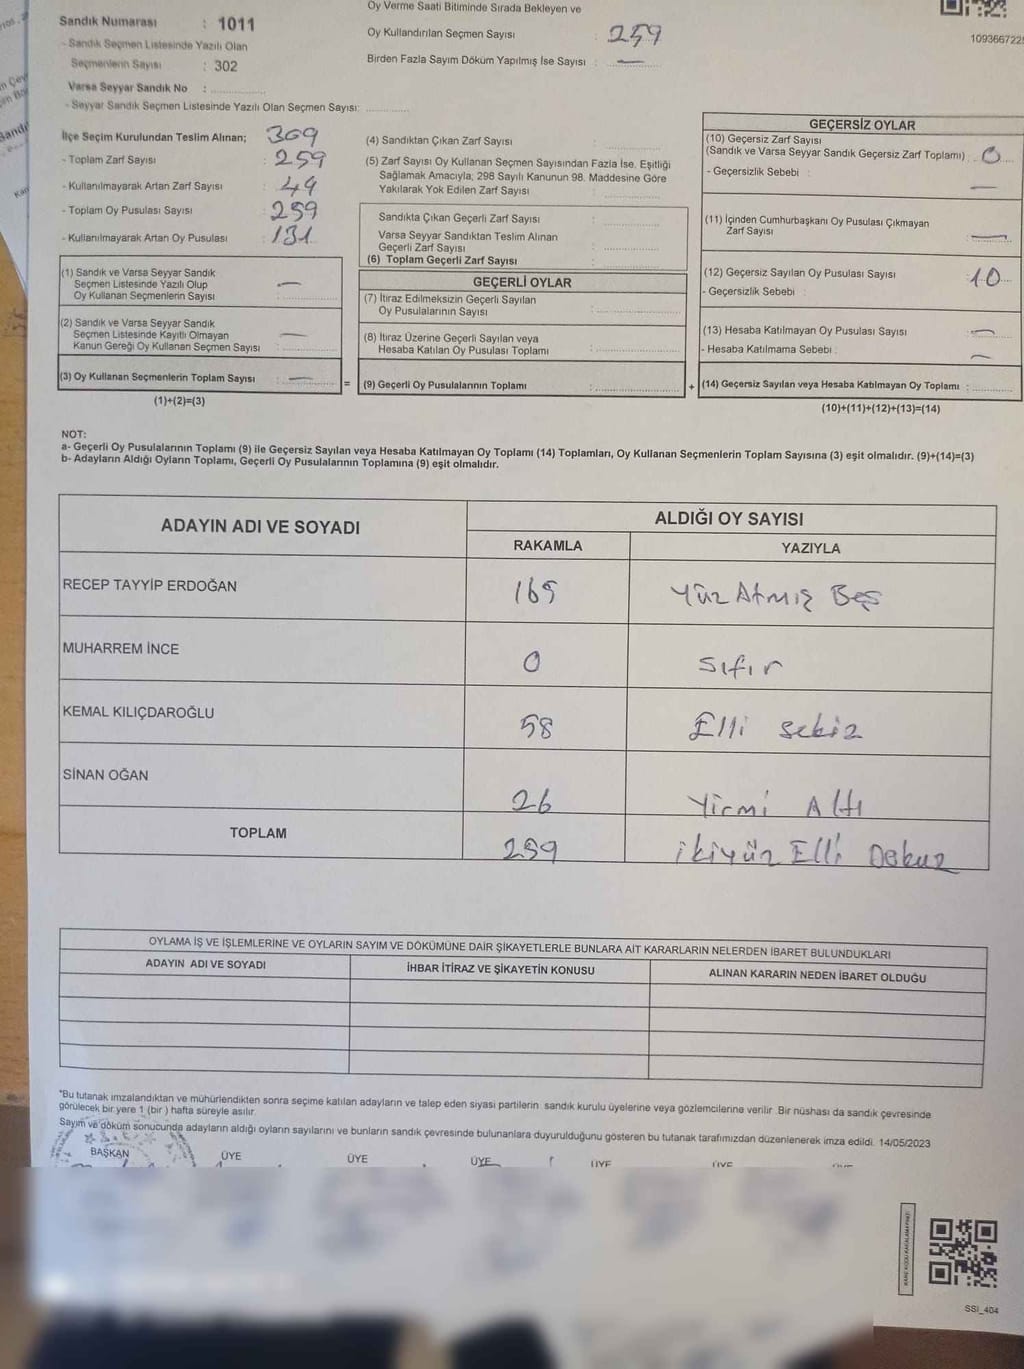 Oy Verme Saati Bitiminde Sırada Bekleyen ve
Oy Kullandırılan Seçmen Sayısı : 259
Birden Fazla Sayım Döküm Yapılmış İse Sayısı : —
Sandık Numarası : 1011
- Sandık Seçmen Listesinde Yazılı Olan
Seçmenlerin Sayısı : 302
Varsa Seyyar Sandık No :
- Seyyar Sandık Seçmen Listesinde Yazılı Olan Seçmen Sayısı:
İlçe Seçim Kurulundan Teslim Alınan; 309
- Toplam Zarf Sayısı : 259
- Kullanılmayarak Artan Zarf Sayısı : 49
- Toplam Oy Pusulası Sayısı : 259
- Kullanılmayarak Artan Oy Pusulası : 131
(1) Sandık ve Varsa Seyyar Sandık
Seçmen Listesinde Yazılı Olup
Oy Kullanan Seçmenlerin Sayısı : —
(2) Sandık ve Varsa Seyyar Sandık
Seçmen Listesinde Kayıtlı Olmayan
Kanun Gereği Oy Kullanan Seçmen Sayısı : —
(3) Oy Kullanan Seçmenlerin Toplam Sayısı : —
(1)+(2)=(3)
(4) Sandıktan Çıkan Zarf Sayısı :
(5) Zarf Sayısı Oy Kullanan Seçmen Sayısından Fazla İse, Eşitliği
Sağlamak Amacıyla; 298 Sayılı Kanunun 98. Maddesine Göre
Yakılarak Yok Edilen Zarf Sayısı :
Sandıkta Çıkan Geçerli Zarf Sayısı :
Varsa Seyyar Sandıktan Teslim Alınan
Geçerli Zarf Sayısı :
(6) Toplam Geçerli Zarf Sayısı :
GEÇERLİ OYLAR
(7) İtiraz Edilmeksizin Geçerli Sayılan
Oy Pusulalarının Sayısı :
(8) İtiraz Üzerine Geçerli Sayılan veya
Hesaba Katılan Oy Pusulası Toplamı :
= (9) Geçerli Oy Pusulalarının Toplamı :
109366722
GEÇERSİZ OYLAR
(10) Geçersiz Zarf Sayısı
(Sandık ve Varsa Seyyar Sandık Geçersiz Zarf Toplamı) : 0
- Geçersizlik Sebebi : —
(11) İçinden Cumhurbaşkanı Oy Pusulası Çıkmayan
Zarf Sayısı : —
(12) Geçersiz Sayılan Oy Pusulası Sayısı : 10
- Geçersizlik Sebebi :
(13) Hesaba Katılmayan Oy Pusulası Sayısı : —
- Hesaba Katılmama Sebebi : —
+ (14) Geçersiz Sayılan veya Hesaba Katılmayan Oy Toplamı :
(10)+(11)+(12)+(13)=(14)
NOT:
a- Geçerli Oy Pusulalarının Toplamı (9) ile Geçersiz Sayılan veya Hesaba Katılmayan Oy Toplamı (14) Toplamları, Oy Kullanan Seçmenlerin Toplam Sayısına (3) eşit olmalıdır. (9)+(14)=(3)
b- Adayların Aldığı Oyların Toplamı, Geçerli Oy Pusulalarının Toplamına (9) eşit olmalıdır.
ADAYIN ADI VE SOYADI
ALDIĞI OY SAYISI
RAKAMLA YAZIYLA
RECEP TAYYİP ERDOĞAN 165 Yüz Atmış Beş
MUHARREM İNCE 0 Sıfır
KEMAL KILIÇDAROĞLU 58 Elli sekiz
SİNAN OĞAN 26 Yirmi Altı
TOPLAM 259 ikiyüz Elli Dokuz
OYLAMA İŞ VE İŞLEMLERİNE VE OYLARIN SAYIM VE DÖKÜMÜNE DAİR ŞİKAYETLERLE BUNLARA AİT KARARLARIN NELERDEN İBARET BULUNDUKLARI
ADAYIN ADI VE SOYADI İHBAR İTİRAZ VE ŞİKAYETİN KONUSU ALINAN KARARIN NEDEN İBARET OLDUĞU
"Bu tutanak imzalandıktan ve mühürlendikten sonra seçime katılan adayların ve talep eden siyasi partilerin sandık kurulu üyelerine veya gözlemcilerine verilir. Bir nüshası da sandık çevresinde
görülecek bir yere 1 (bir ) hafta süreyle asılır.
Sayım ve döküm sonucunda adayların aldığı oyların sayılarını ve bunların sandık çevresinde bulunanlara duyurulduğunu gösteren bu tutanak tarafımızdan düzenlenerek imza edildi. 14/05/2023
BAŞKAN ÜYE ÜYE ÜYE ÜYE ÜYE
SSI_404